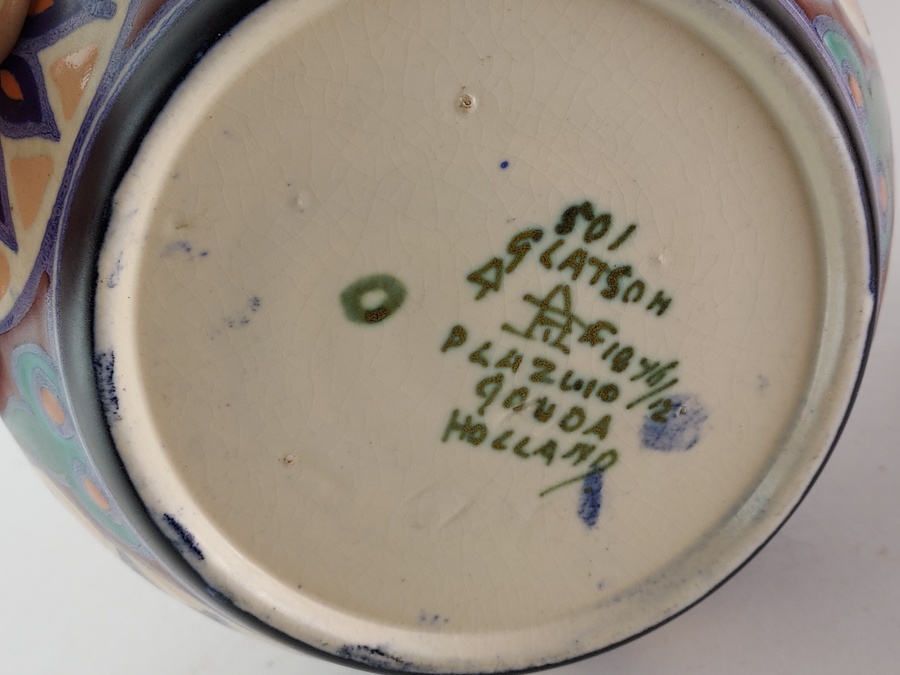 501
GLATSOH
PLAZUID
GOUDA
HOLLAND